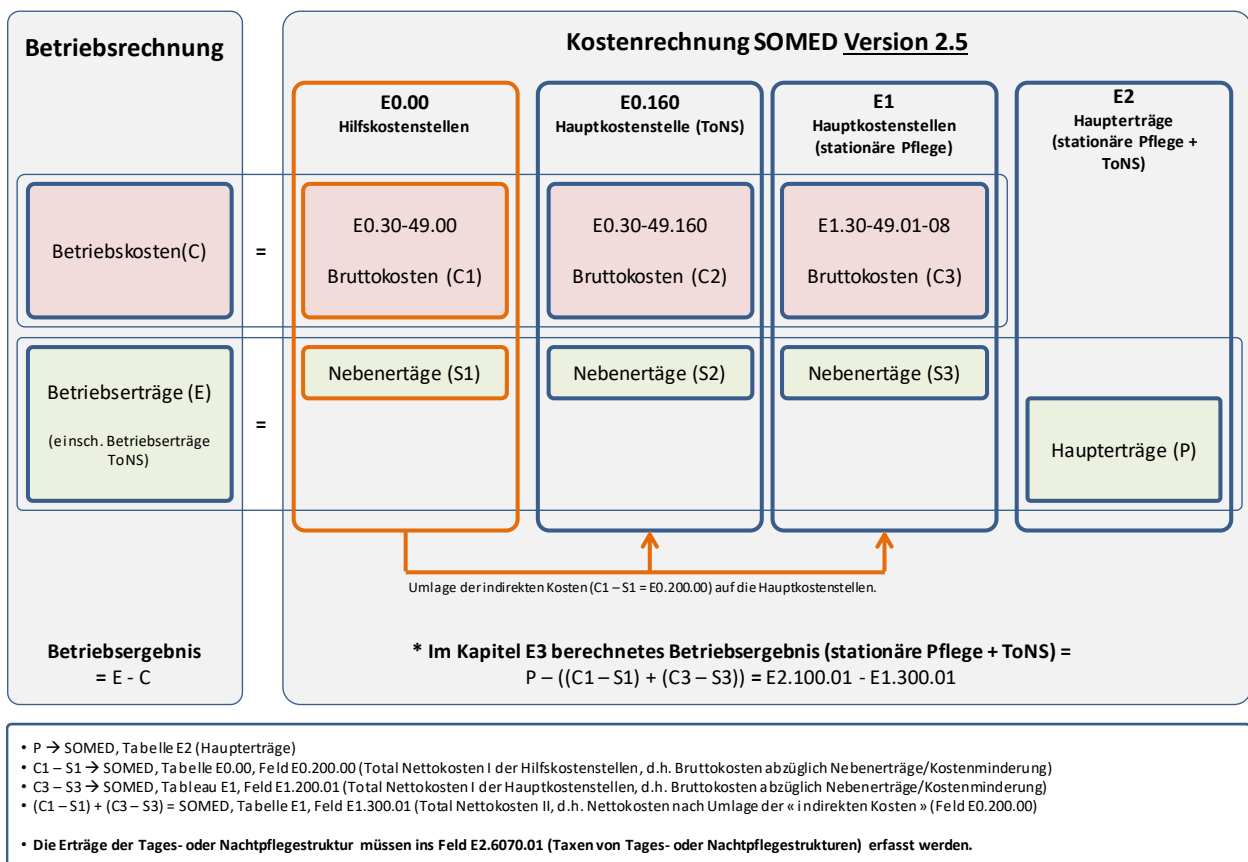 Betriebsrechnung
Kostenrechnung SOMED Version 2.5
E0.00
Hilfskostenstellen
E0.160
Hauptkostenstelle (ToNS)
E1
Hauptkostenstellen
(stationäre Pflege)
E2
Haupterträge
(stationäre Pflege +
ToNS)
Betriebskosten(C)
=
E0.30-49.00
Bruttokosten (C1)
E0.30-49.160
Bruttokosten (C2)
E1.30-49.01-08
Bruttokosten (C3)
Betriebserträge (E)
(einsch. Betriebserträge
ToNS)
=
Nebenertäge (S1)
Nebenertäge (S2)
Nebenertäge (S3)
Haupterträge (P)
Umlage der indirekten Kosten (C1 – S1 = E0.200.00) auf die Hauptkostenstellen.
Betriebsergebnis
= E - C
* Im Kapitel E3 berechnetes Betriebsergebnis (stationäre Pflege + ToNS) =
P – ((C1 – S1) + (C3 – S3)) = E2.100.01 - E1.300.01
• P → SOMED, Tabelle E2 (Haupterträge)
• C1 – S1 → SOMED, Tabelle E0.00, Feld E0.200.00 (Total Nettokosten I der Hilfskostenstellen, d.h. Bruttokosten abzüglich Nebenerträge/Kostenminderung)
• C3 – S3 → SOMED, Tableau E1, Feld E1.200.01 (Total Nettokosten I der Hauptkostenstellen, d.h. Bruttokosten abzüglich Nebenerträge/Kostenminderung)
• (C1 – S1) + (C3 – S3) = SOMED, Tabelle E1, Feld E1.300.01 (Total Nettokosten II, d.h. Nettokosten nach Umlage der « indirekten Kosten » (Feld E0.200.00)
• Die Erträge der Tages- oder Nachtpflegestruktur müssen ins Feld E2.6070.01 (Taxen von Tages- oder Nachtpflegestrukturen) erfasst werden.